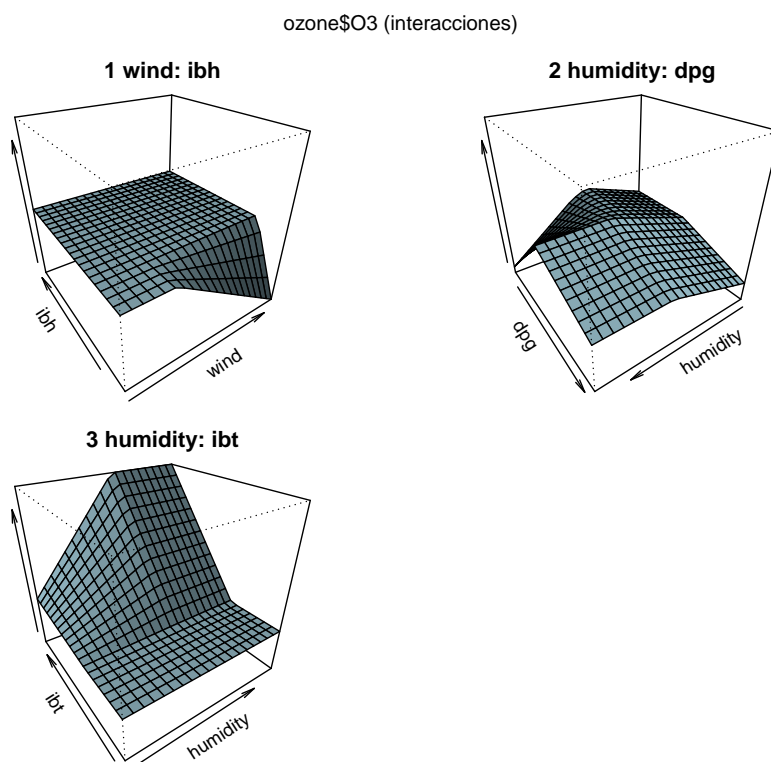 ozone$O3 (interacciones)
1 wind: ibh
2 humidity: dpg
ibh
wind
dpg
humidity
3 humidity: ibt
ibt
humidity